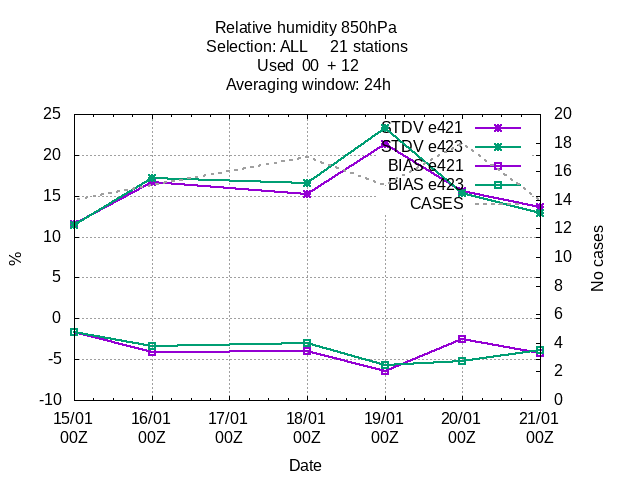 Relative humidity 850hPa
Selection: ALL     21 stations
Used  00  + 12
Averaging window: 24h
25
20
15
10
5
0
-5
-10
%
20
18
16
14
12
10
8
6
4
2
0
No cases
STDV e421
STDV e423
BIAS e421
BIAS e423
CASES
15/01 16/01 17/01 18/01 19/01 20/01 21/01
00Z 00Z 00Z 00Z 00Z 00Z 00Z
Date